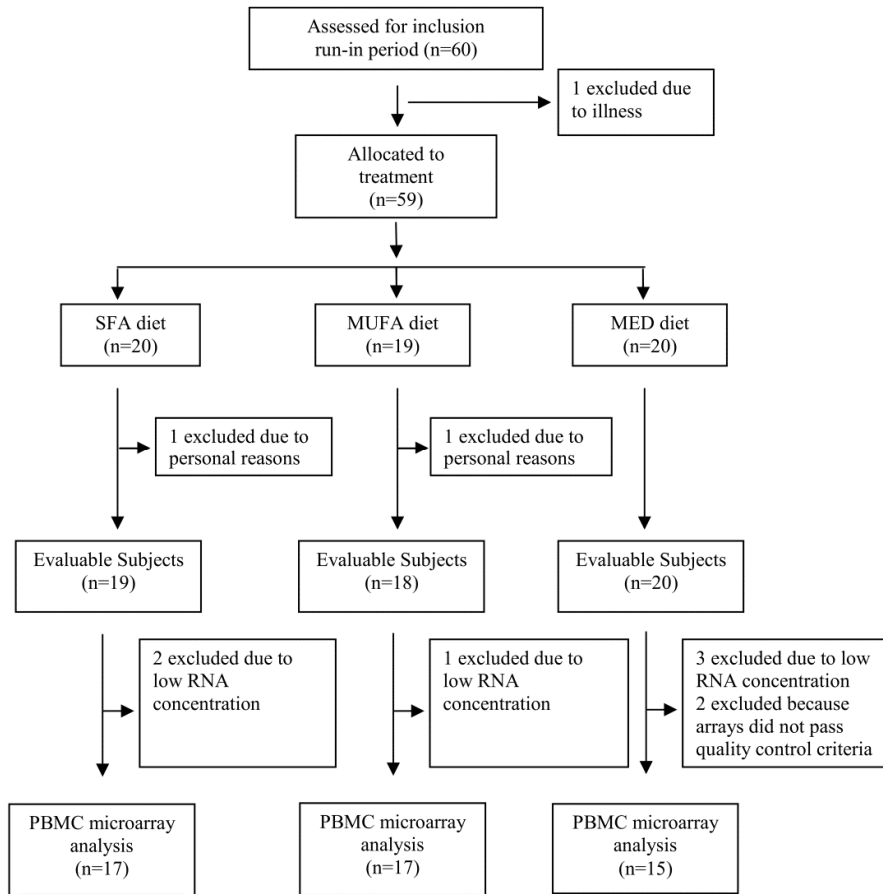 Assessed for inclusion
run-in period (n=60)
1 excluded due
to illness
Allocated to
treatment
(n=59)
SFA diet
(n=20)
MUFA diet
(n=19)
MED diet
(n=20)
1 excluded due to
personal reasons
1 excluded due to
personal reasons
Evaluable Subjects
(n=19)
Evaluable Subjects
(n=18)
Evaluable Subjects
(n=20)
2 excluded due to
low RNA
concentration
1 excluded due to
low RNA
concentration
3 excluded due to low
RNA concentration
2 excluded because
arrays did not pass
quality control criteria
PBMC microarray
analysis
(n=17)
PBMC microarray
analysis
(n=17)
PBMC microarray
analysis
(n=15)